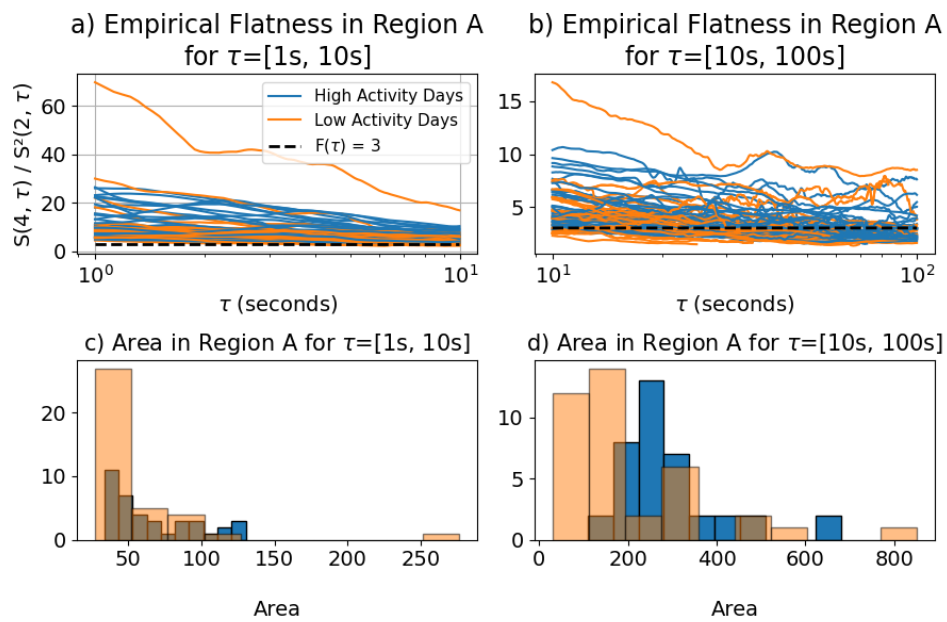 a) Empirical Flatness in Region A
for τ=[1s, 10s]
b) Empirical Flatness in Region A
for τ=[10s, 100s]
S(4, τ) / S²(2, τ)
60
40
20
0
High Activity Days
Low Activity Days
F(τ) = 3
10⁰
10¹
τ (seconds)
15
10
5
10¹
10²
τ (seconds)
c) Area in Region A for τ=[1s, 10s]
d) Area in Region A for τ=[10s, 100s]
20
10
0
50
100
150
200
250
Area
10
5
0
0
200
400
600
800
Area